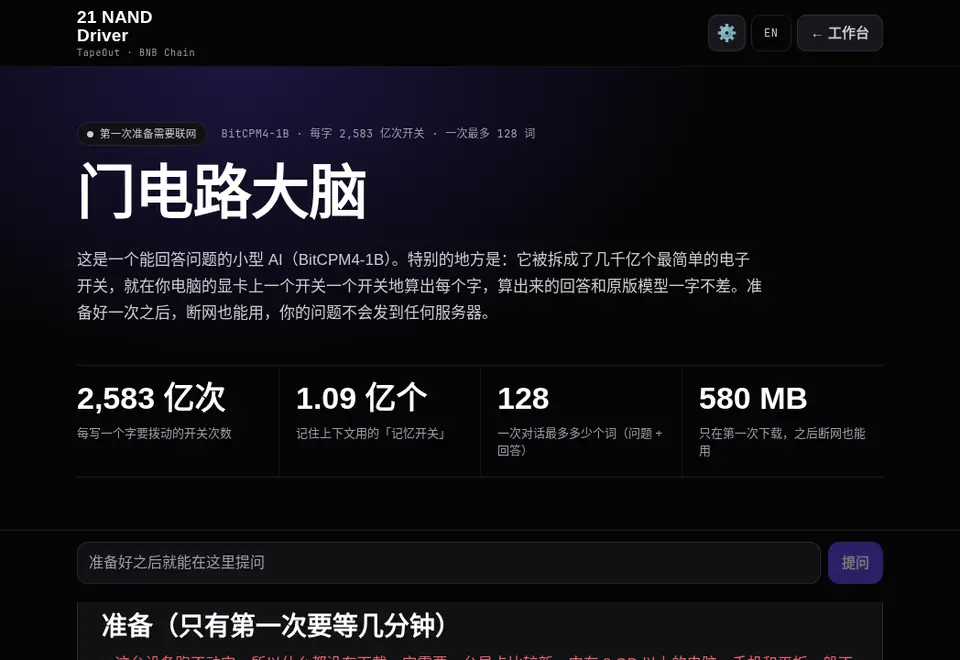 21 NAND
Driver
TapeOut · BNB Chain
EN
← 工作台
第一次准备需要联网
BitCPM4-1B · 每字 2,583 亿次开关 · 一次最多 128 词
门电路大脑
这是一个能回答问题的小型 AI（BitCPM4-1B）。特别的地方是：它被拆成了几千亿个最简单的电子
开关，就在你电脑的显卡上一个开关一个开关地算出每个字，算出来的回答和原版模型一字不差。准
备好一次之后，断网也能用，你的问题不会发到任何服务器。
2,583 亿次
每写一个字要拨动的开关次数
1.09 亿个
记住上下文用的「记忆开关」
128
一次对话最多多少个词（问题 +
回答）
580 MB
只在第一次下载，之后断网也能
用
准备好之后就能在这里提问
提问
准备（只有第一次要等几分钟）